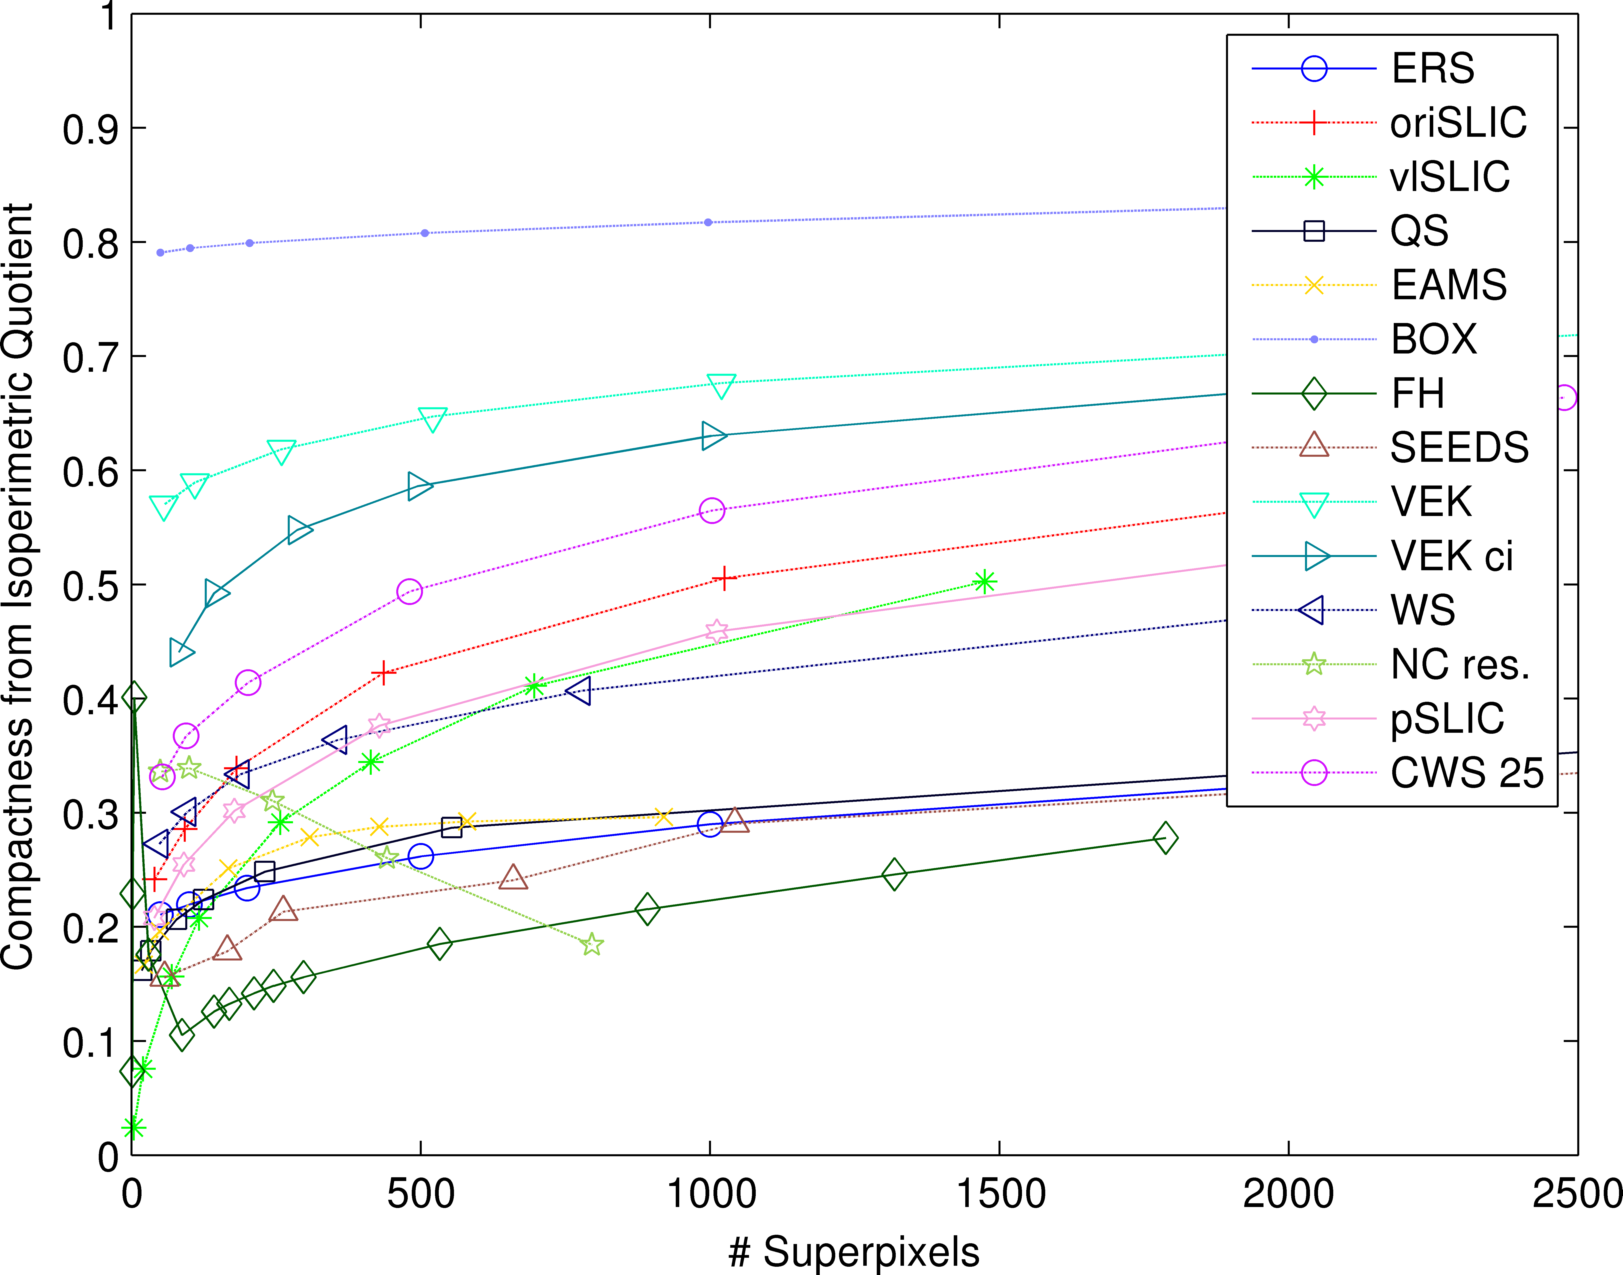 Compactness from Isoperimetric Quotient
1
0.9
0.8
0.7
0.6
0.5
0.4
0.3
0.2
0.1
0
0 500 1000 1500 2000 2500
# Superpixels
ERS
oriSLIC
vlSLIC
QS
EAMS
BOX
FH
SEEDS
VEK
VEK ci
WS
NC res.
pSLIC
CWS 25